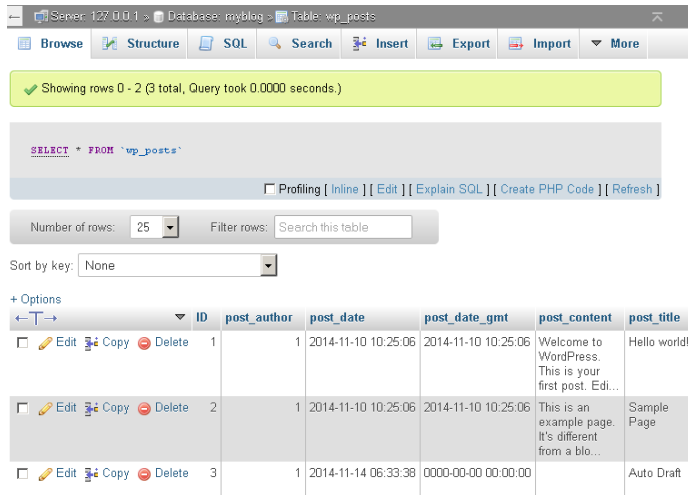 Server: 127.0.0.1 » Database: myblog » Table: wp_posts
Browse Structure SQL Search Insert Export Import More
Showing rows 0 - 2 (3 total, Query took 0.0000 seconds.)
SELECT * FROM `wp_posts`
Profiling [ Inline ] [ Edit ] [ Explain SQL ] [ Create PHP Code ] [ Refresh ]
Number of rows: 25 Filter rows: Search this table
Sort by key: None
+ Options
←T→ ID post_author post_date post_date_gmt post_content post_title
Edit Copy Delete 1 1 2014-11-10 10:25:06 2014-11-10 10:25:06 Welcome to Hello world!
WordPress.
This is your
first post. Edi...
Edit Copy Delete 2 1 2014-11-10 10:25:06 2014-11-10 10:25:06 This is an Sample
example page. Page
It's different
from a blo...
Edit Copy Delete 3 1 2014-11-14 06:33:38 0000-00-00 00:00:00 Auto Draft